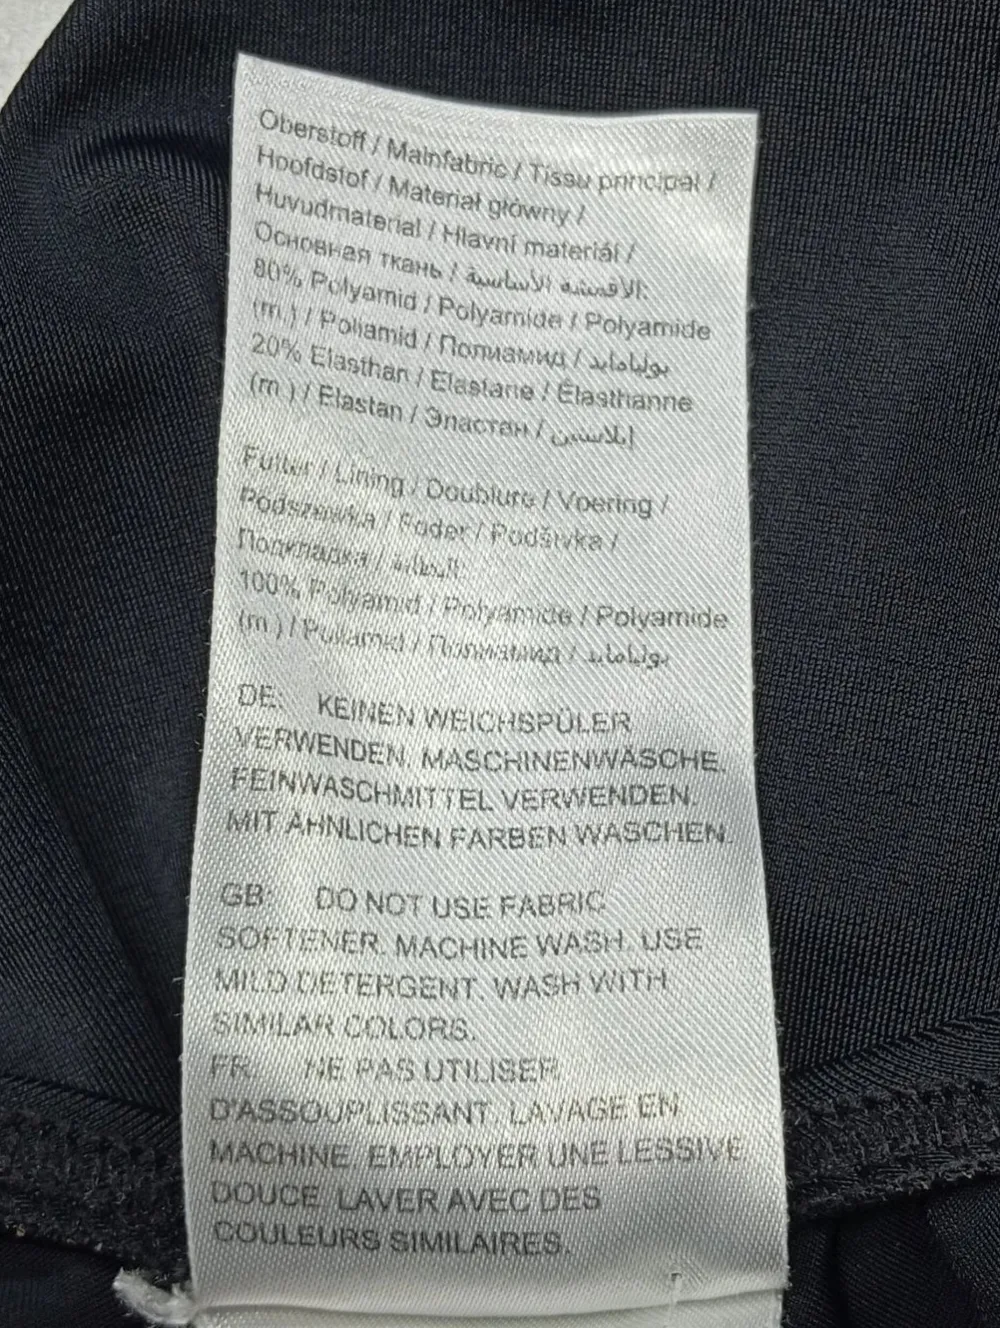 Oberstoff / Mainfabric / Tissu principal /
Hoofdstof / Materiał główny /
Huvudmaterial / Hlavní materiál /
Основная ткань / الأقمشه الأساسية:
80% Polyamid / Polyamide / Polyamide
(m.) / Poliamid / Полиамид / بولياميد
20% Elasthan / Elastane / Élasthanne
(m.) / Elastan / Эластан / إيلاستين
Futter / Lining / Doublure / Voering /
Podszewka / Foder / Podšívka /
Подкладка / البطانة:
100% Polyamid / Polyamide / Polyamide
(m.) / Poliamid / Полиамид / بولياميد
DE: KEINEN WEICHSPÜLER
VERWENDEN. MASCHINENWÄSCHE.
FEINWASCHMITTEL VERWENDEN.
MIT ÄHNLICHEN FARBEN WASCHEN.
GB: DO NOT USE FABRIC
SOFTENER. MACHINE WASH. USE
MILD DETERGENT. WASH WITH
SIMILAR COLORS.
FR: NE PAS UTILISER
D'ASSOUPLISSANT. LAVAGE EN
MACHINE. EMPLOYER UNE LESSIVE
DOUCE. LAVER AVEC DES
COULEURS SIMILAIRES.